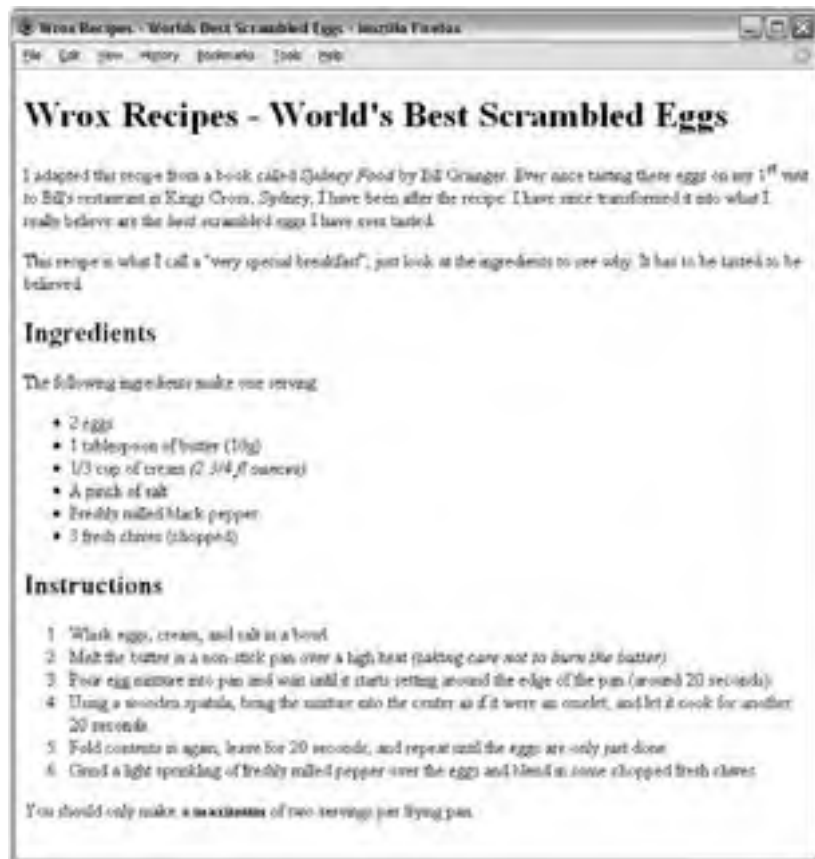 Wrox Recipes - Worlds Best Scrambled Eggs - Mozilla Firefox
File Edit View History Bookmarks Tools Help
Wrox Recipes - World's Best Scrambled Eggs
I adapted this recipe from a book called Sydney Food by Bill Grainger. Ever since tasting these eggs on my 1st visit
to Bill's restaurant in Kings Cross, Sydney, I have been after the recipe. I have since transformed it into what I
really believe are the best scrambled eggs I have ever tasted.
This recipe is what I call a "very special breakfast"; just look at the ingredients to see why. It has to be tasted to be
believed.
Ingredients
The following ingredients make one serving
• 2 eggs
• 1 tablespoon of butter (10g)
• 1/3 cup of cream (2 3/4 fl ounces)
• A pinch of salt
• Freshly milled black pepper
• 3 fresh chives (chopped)
Instructions
1. Whisk eggs, cream, and salt in a bowl.
2. Melt the butter in a non-stick pan over a high heat (taking care not to burn the butter).
3. Pour egg mixture into pan and wait until it starts setting around the edge of the pan (around 20 seconds).
4. Using a wooden spatula, bring the mixture into the center as if it were an omelet, and let it cook for another
20 seconds.
5. Fold contents in again, leave for 20 seconds, and repeat until the eggs are only just done.
6. Grind a light sprinkling of freshly milled pepper over the eggs and blend in some chopped fresh chives.
You should only make a maximum of two servings per frying pan.